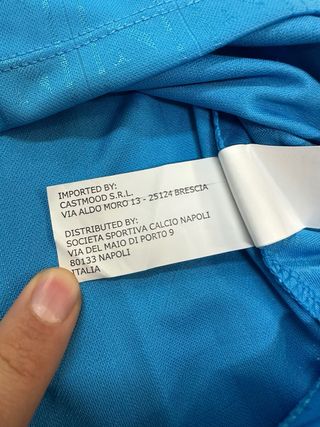 IMPORTED BY:
CASTMOOD S.R.L.
VIA ALDO MORO 13 - 25124 BRESCIA
DISTRIBUTED BY:
SOCIETA SPORTIVA CALCIO NAPOLI
VIA DEL MAIO DI PORTO 9
80133 NAPOLI
ITALIA